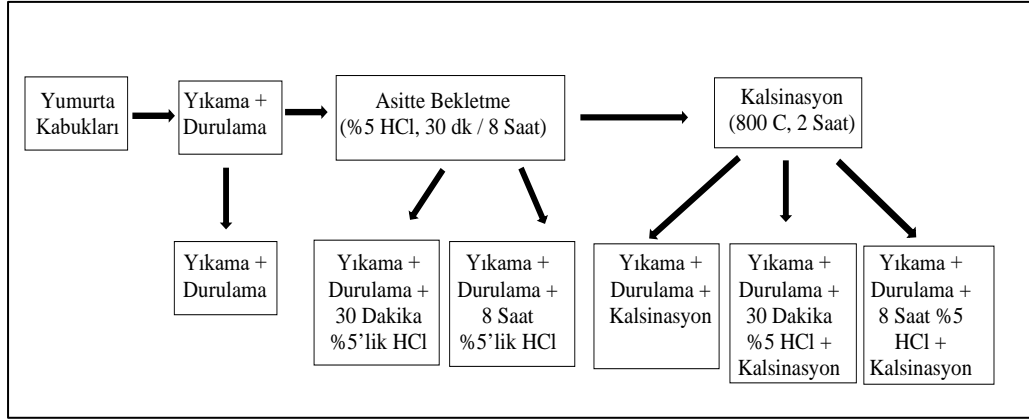 Yumurta
Kabukları
Yıkama +
Durulama
Asitte Bekletme
(%5 HCl, 30 dk / 8 Saat)
Kalsinasyon
(800 C, 2 Saat)
Yıkama +
Durulama
Yıkama +
Durulama +
30 Dakika
%5’lik HCl
Yıkama +
Durulama +
8 Saat
%5’lik HCl
Yıkama +
Durulama +
Kalsinasyon
Yıkama +
Durulama +
30 Dakika
%5 HCl +
Kalsinasyon
Yıkama +
Durulama +
8 Saat %5
HCl +
Kalsinasyon